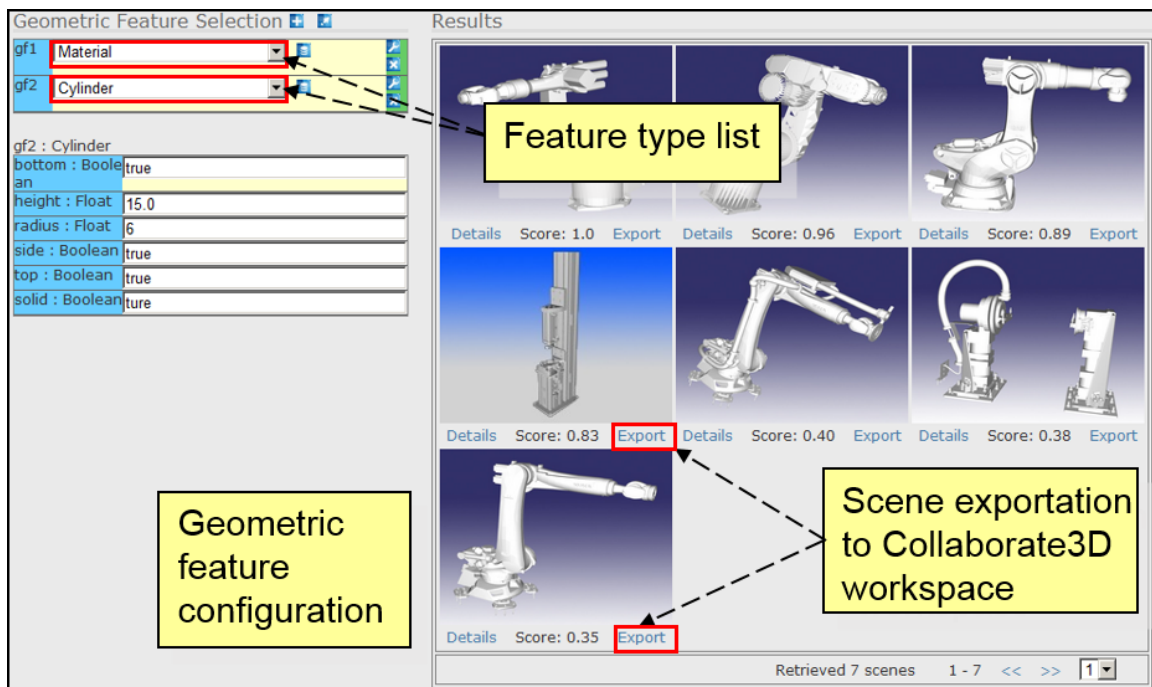 Geometric Feature Selection
gf1 Material
gf2 Cylinder
gf2 : Cylinder
bottom : Boole
an
true
height : Float 15.0
radius : Float 6
side : Boolean true
top : Boolean true
solid : Boolean ture
Geometric
feature
configuration
Feature type list
Results
Details Score: 1.0 Export Details Score: 0.96 Export Details Score: 0.89 Export
Details Score: 0.83 Export Details Score: 0.40 Export Details Score: 0.38 Export
Details Score: 0.35 Export
Scene exportation
to Collaborate3D
workspace
Retrieved 7 scenes 1 - 7 << >> 1